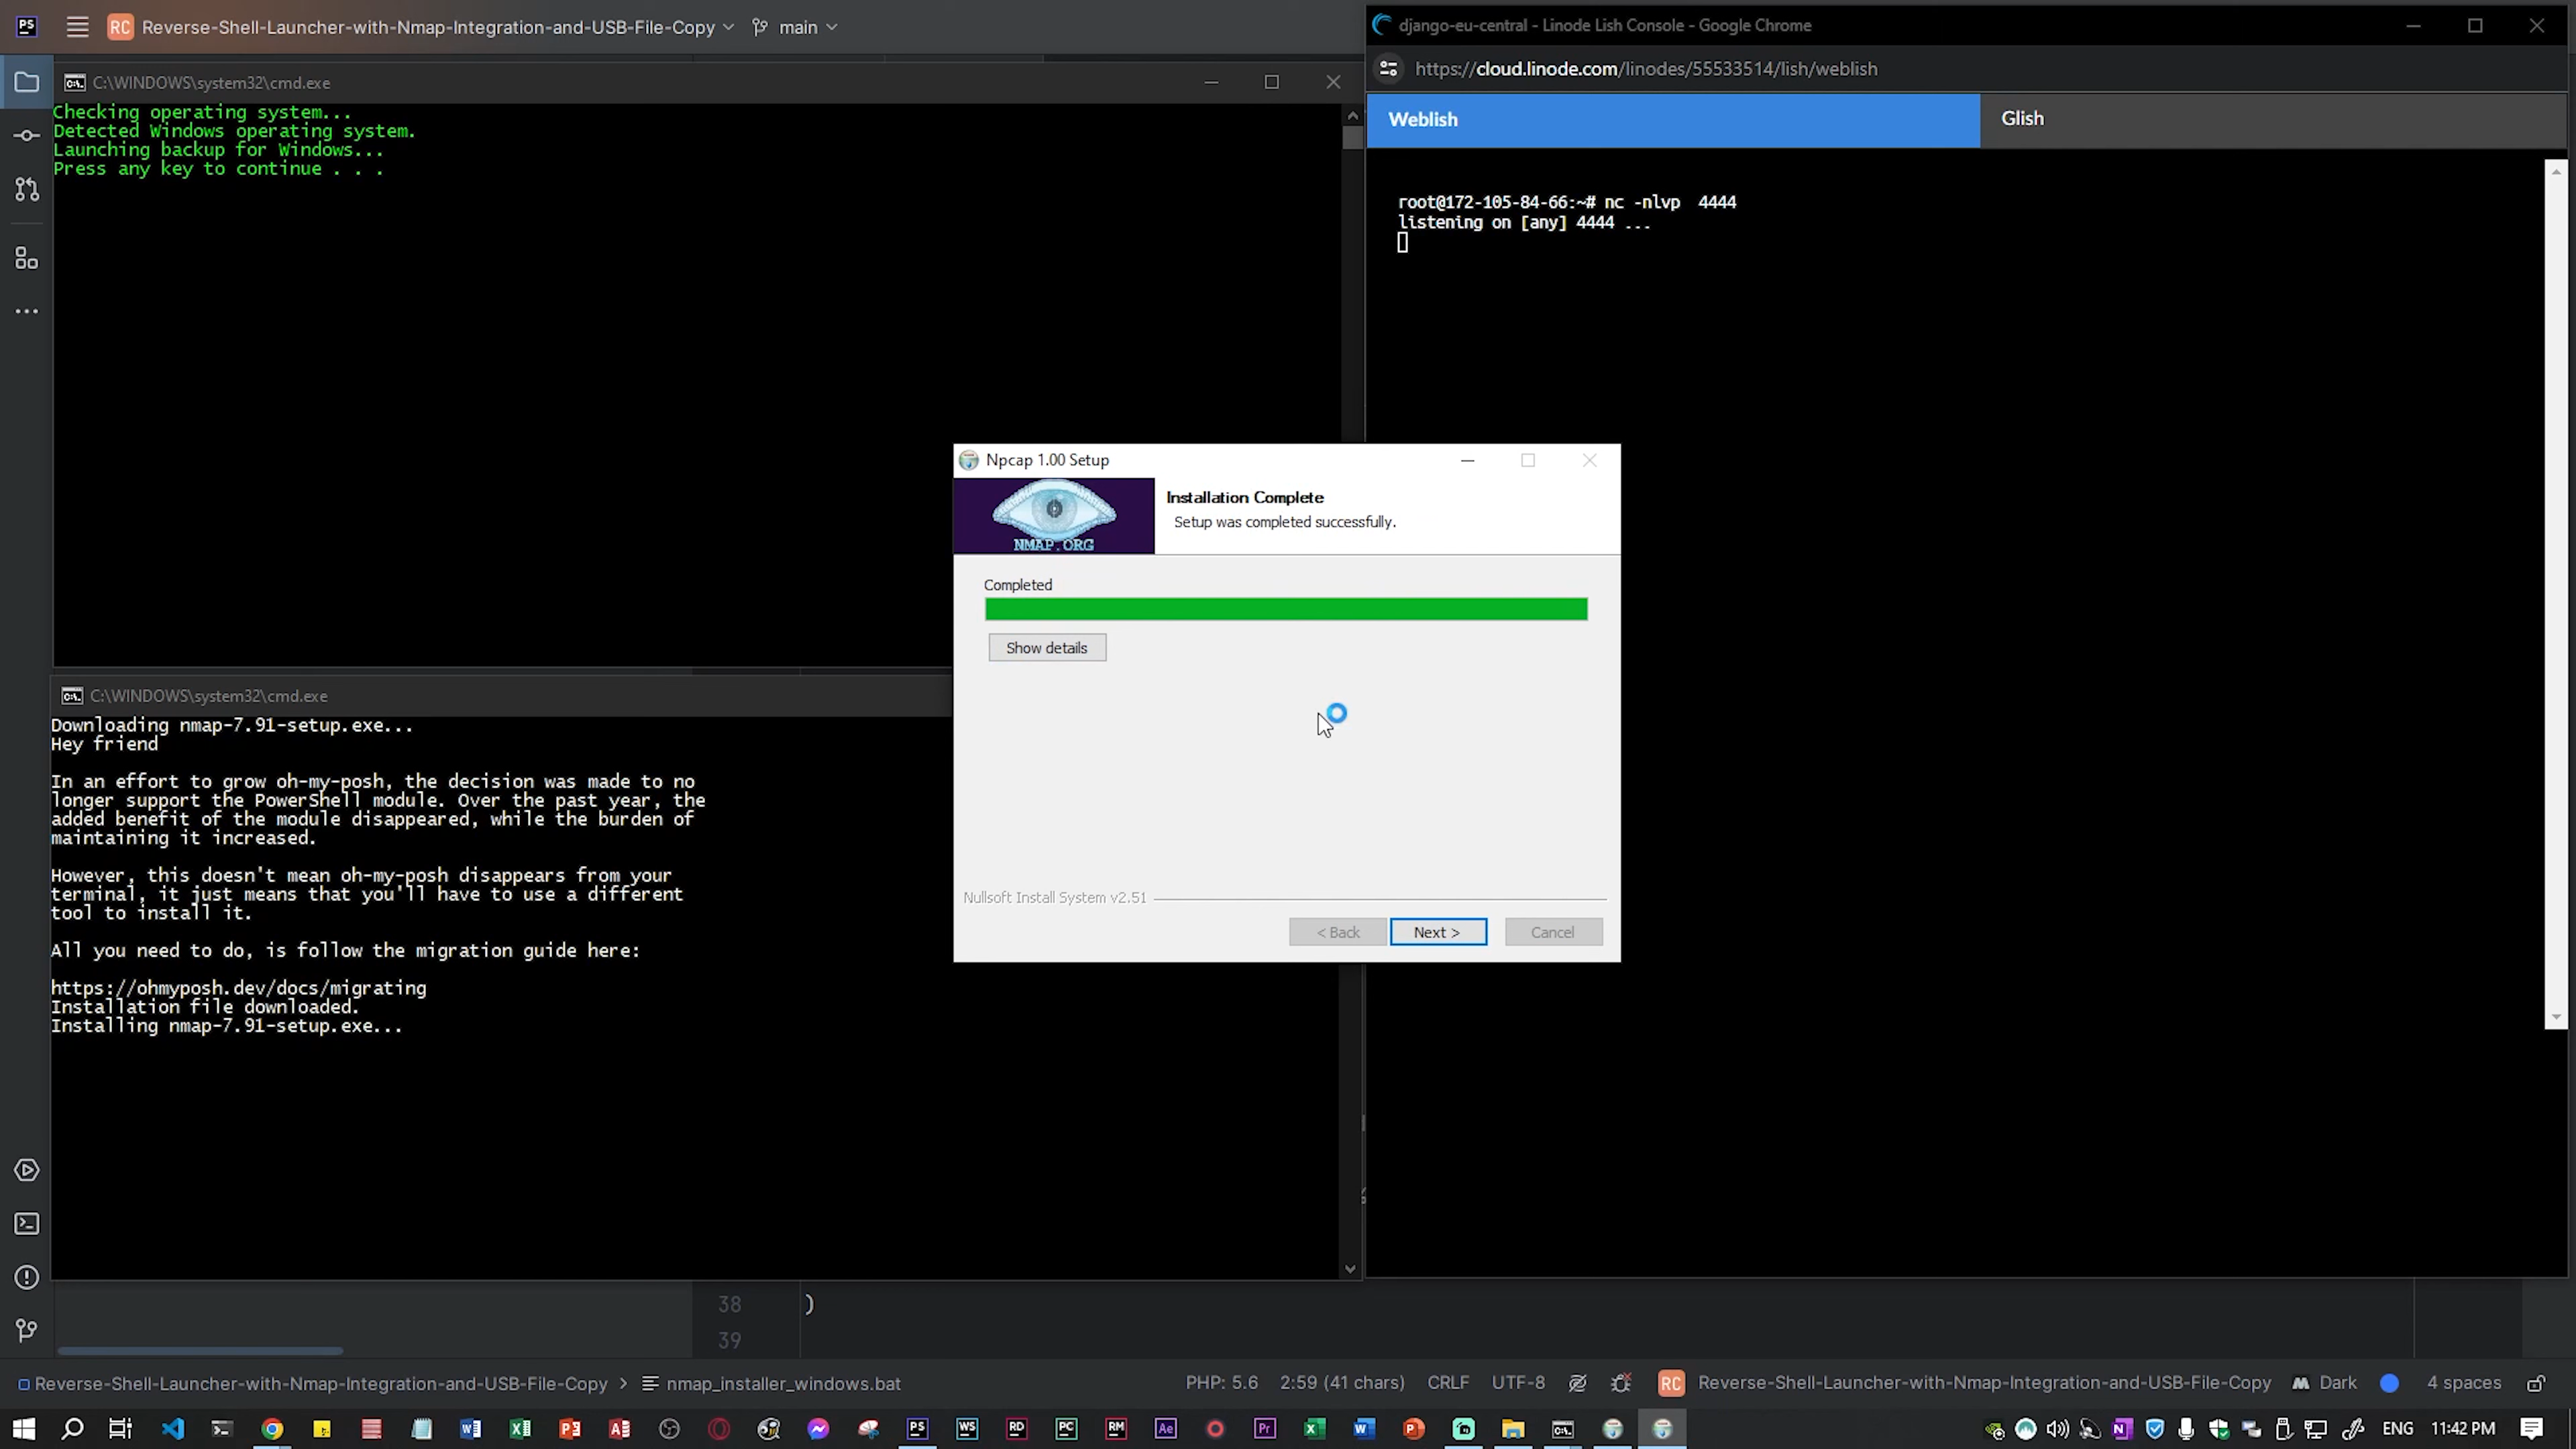 PS
RC Reverse-Shell-Launcher-with-Nmap-Integration-and-USB-File-Copy main
C:\WINDOWS\system32\cmd.exe
Checking operating system...
Detected Windows operating system.
Launching backup for Windows...
Press any key to continue . . .
django-eu-central - Linode Lish Console - Google Chrome
https://cloud.linode.com/linodes/55533514/lish/weblish
Weblish
Glish
root@172-105-84-66:~# nc -nlvp  4444
listening on [any] 4444 ...
Npcap 1.00 Setup
NMAP.ORG
Installation Complete
Setup was completed successfully.
Completed
Show details
Nullsoft Install System v2.51
< Back
Next >
Cancel
C:\WINDOWS\system32\cmd.exe
Downloading nmap-7.91-setup.exe...
Hey friend
In an effort to grow oh-my-posh, the decision was made to no
longer support the PowerShell module. Over the past year, the
added benefit of the module disappeared, while the burden of
maintaining it increased.
However, this doesn't mean oh-my-posh disappears from your
terminal, it just means that you'll have to use a different
tool to install it.
All you need to do, is follow the migration guide here:
https://ohmyposh.dev/docs/migrating
Installation file downloaded.
Installing nmap-7.91-setup.exe...
38 )
39
Reverse-Shell-Launcher-with-Nmap-Integration-and-USB-File-Copy > nmap_installer_windows.bat
PHP: 5.6 2:59 (41 chars) CRLF UTF-8 RC Reverse-Shell-Launcher-with-Nmap-Integration-and-USB-File-Copy Dark 4 spaces
PS WS RD PC RM Ae Pr
ENG 11:42 PM